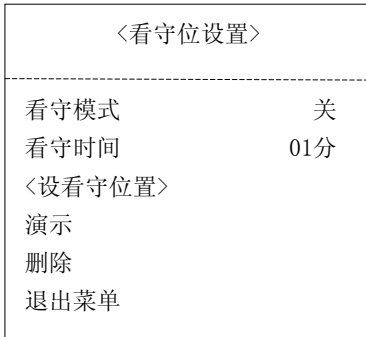 <看守位设置>
看守模式 关
看守时间 01分
<设看守位置>
演示
删除
退出菜单